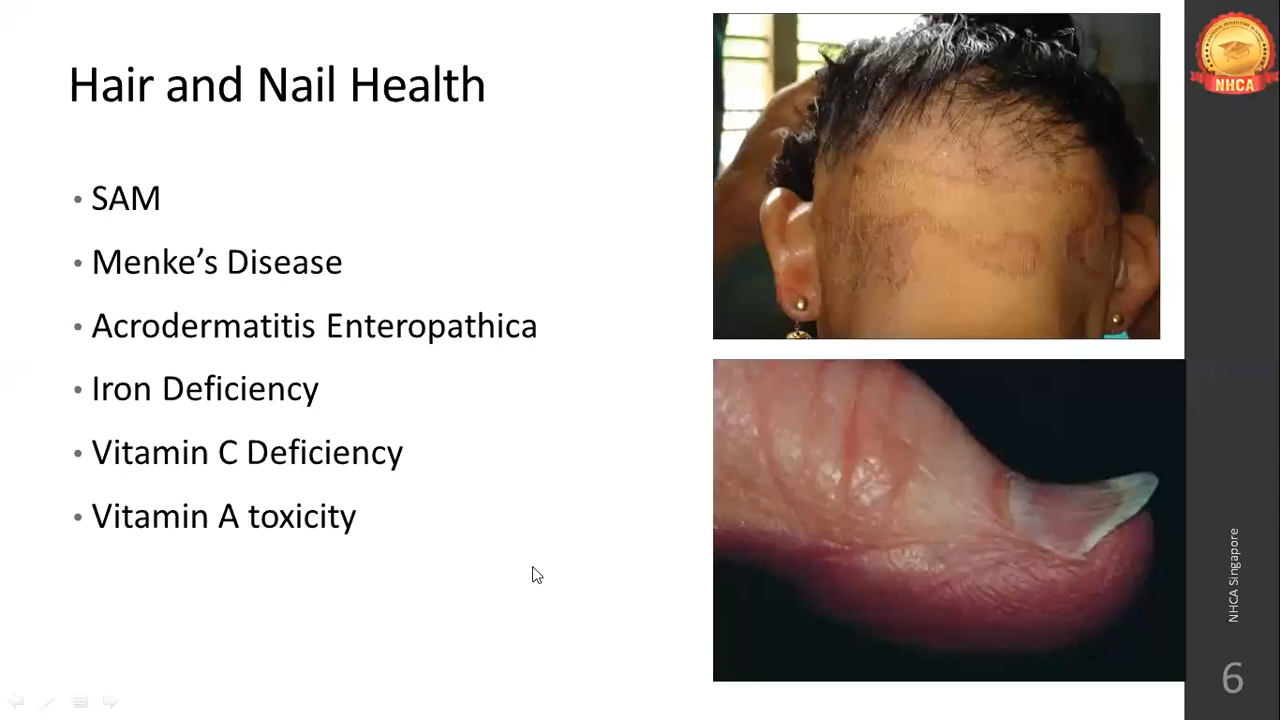 Hair and Nail Health
• SAM
• Menke’s Disease
• Acrodermatitis Enteropathica
• Iron Deficiency
• Vitamin C Deficiency
• Vitamin A toxicity
NHCA
NHCA Singapore
6